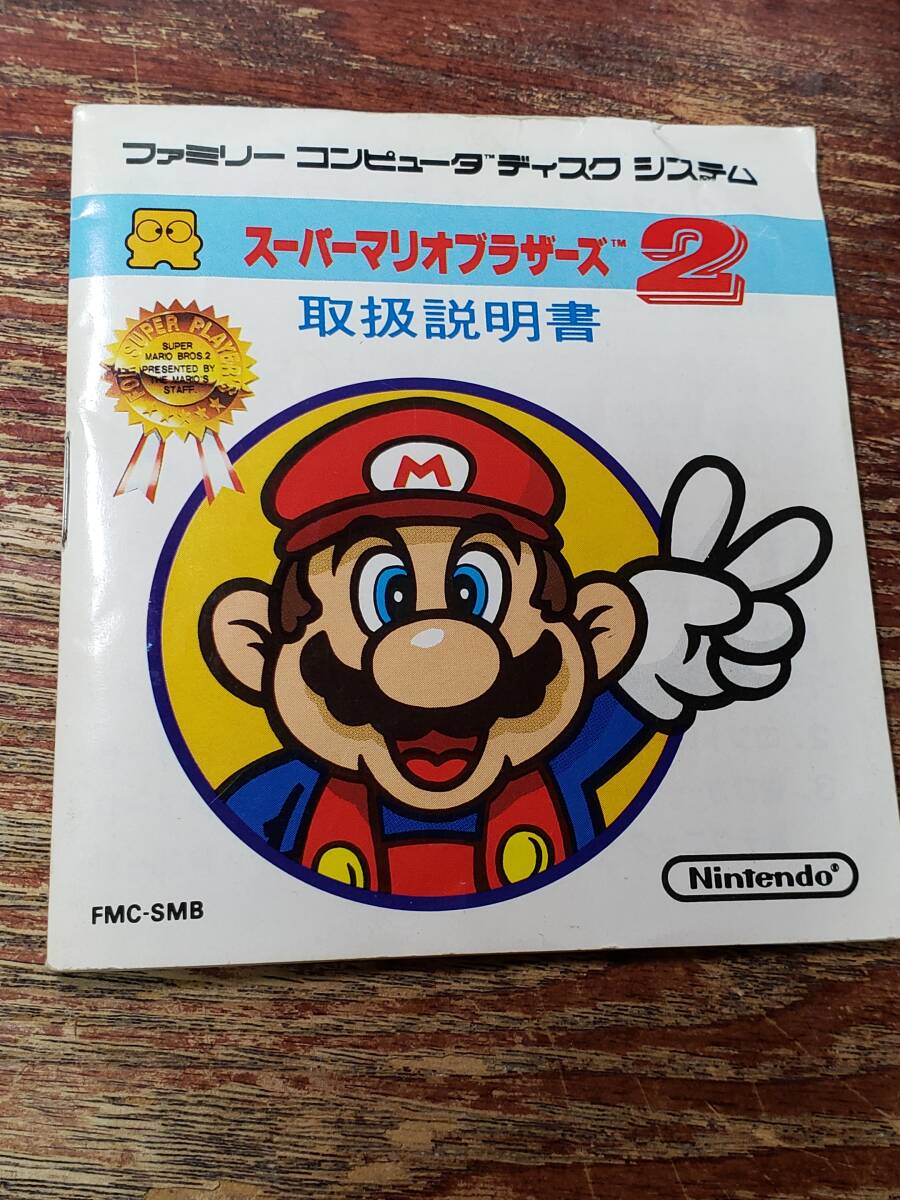 ファミリー コンピュータ™ ディスク システム
スーパーマリオブラザーズ™ 2
取扱説明書
FOR SUPER PLAYERS
SUPER
MARIO BROS.2
PRESENTED BY
THE MARIO'S
STAFF.
M
Nintendo®
FMC-SMB